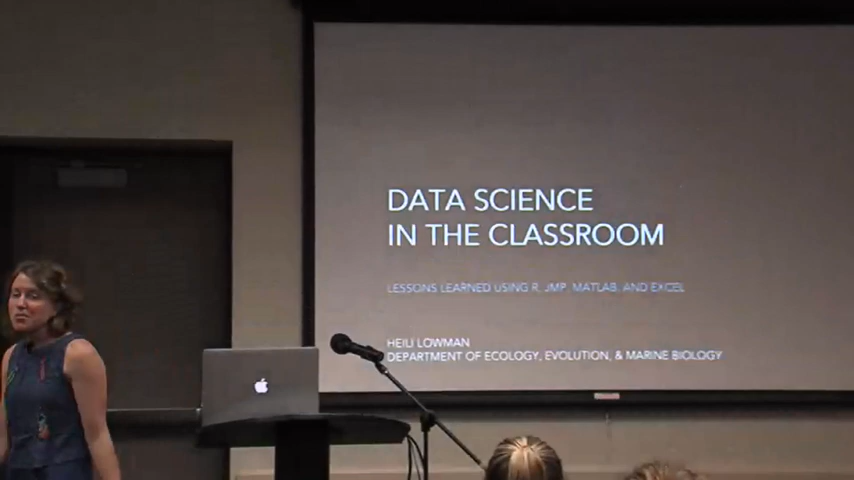 DATA SCIENCE
IN THE CLASSROOM
LESSONS LEARNED USING R, JMP, MATLAB, AND EXCEL
HEILI LOWMAN
DEPARTMENT OF ECOLOGY, EVOLUTION, & MARINE BIOLOGY